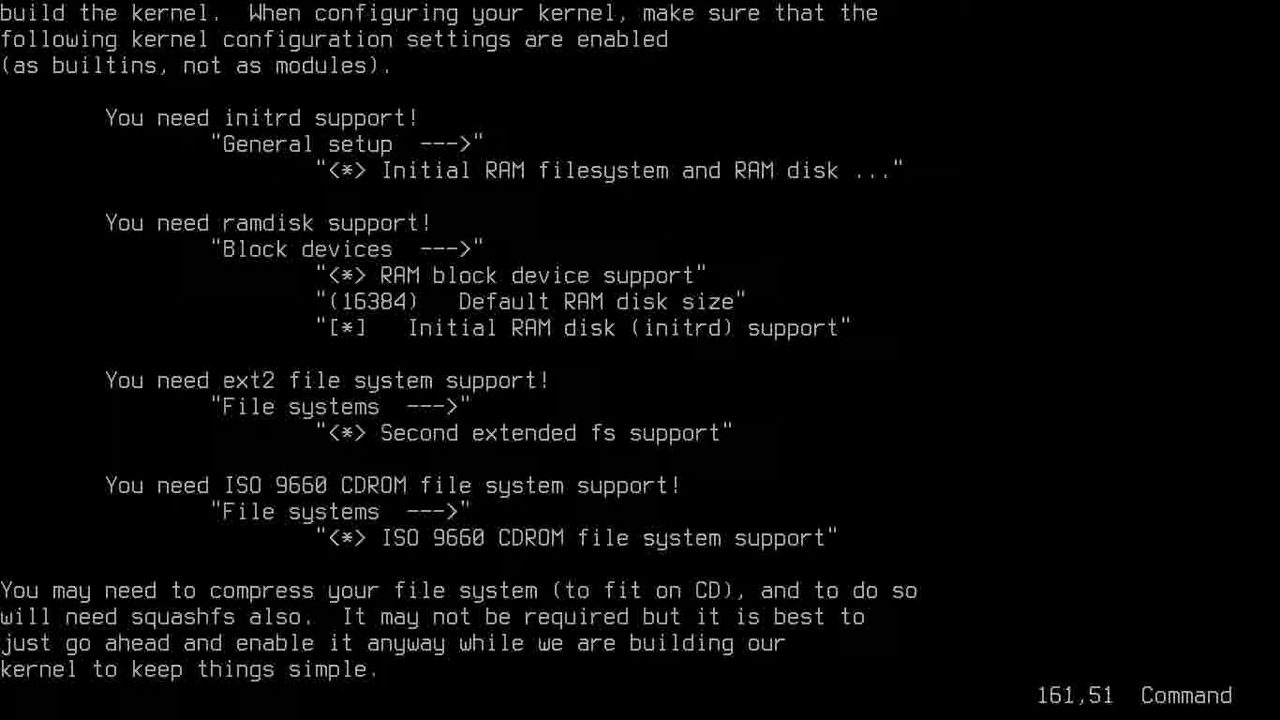 build the kernel.  When configuring your kernel, make sure that the
following kernel configuration settings are enabled
(as builtins, not as modules).
You need initrd support!
"General setup  --->"
"<*> Initial RAM filesystem and RAM disk ..."
You need ramdisk support!
"Block devices  --->"
"<*> RAM block device support"
"(16384)   Default RAM disk size"
"[*]   Initial RAM disk (initrd) support"
You need ext2 file system support!
"File systems  --->"
"<*> Second extended fs support"
You need ISO 9660 CDROM file system support!
"File systems  --->"
"<*> ISO 9660 CDROM file system support"
You may need to compress your file system (to fit on CD), and to do so
will need squashfs also.  It may not be required but it is best to
just go ahead and enable it anyway while we are building our
kernel to keep things simple.
161,51  Command